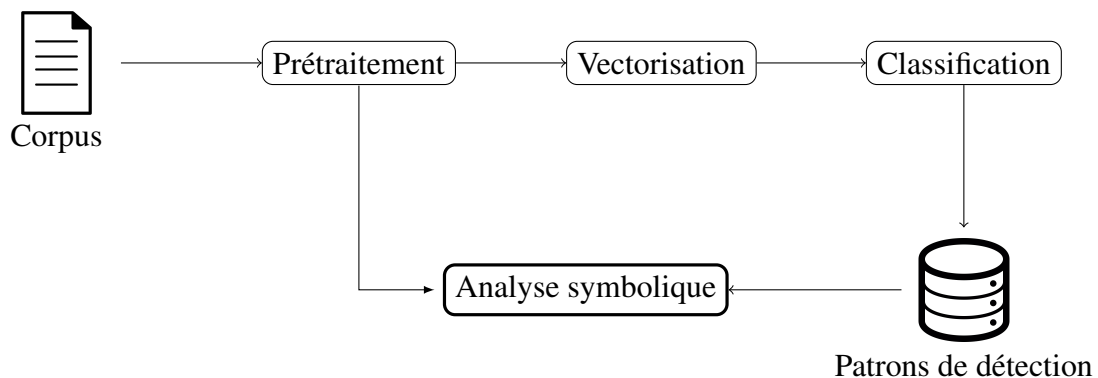 Prétraitement
Vectorisation
Classification
Corpus
Analyse symbolique
Patrons de détection